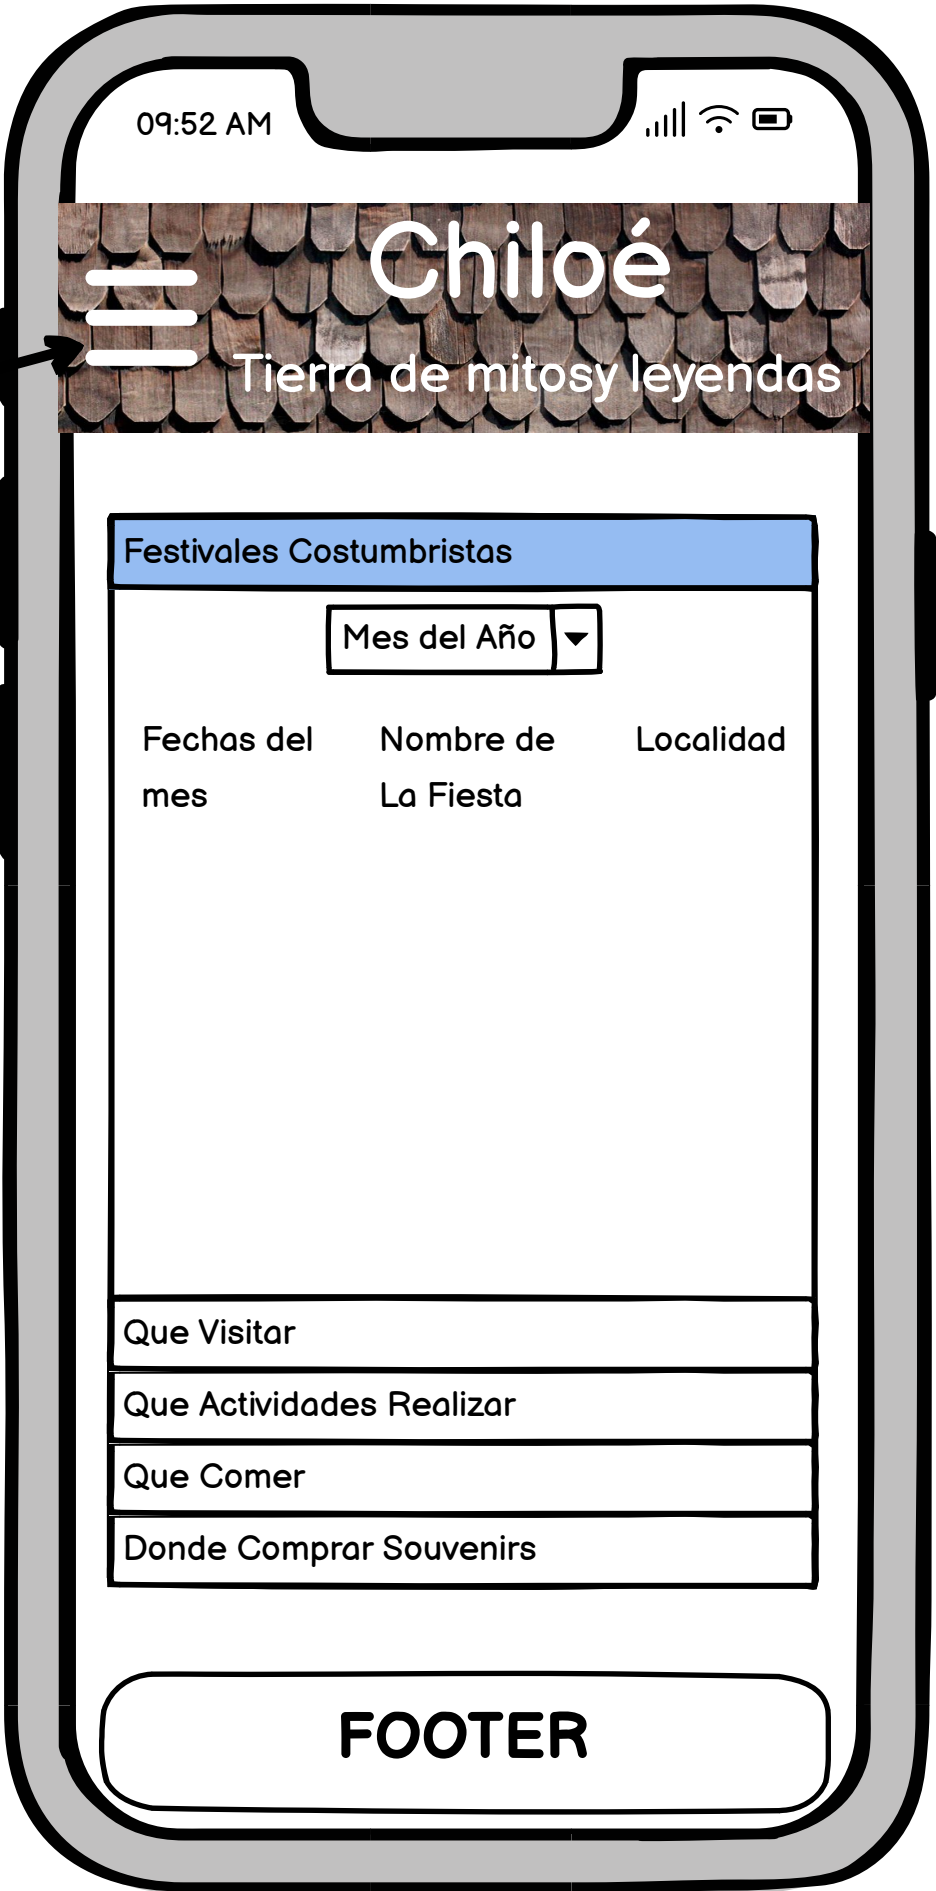 09:52 AM
Chiloé
Tierra de mitosy leyendas
Festivales Costumbristas
Mes del Año
Fechas del
mes
Nombre de
La Fiesta
Localidad
Que Visitar
Que Actividades Realizar
Que Comer
Donde Comprar Souvenirs
FOOTER